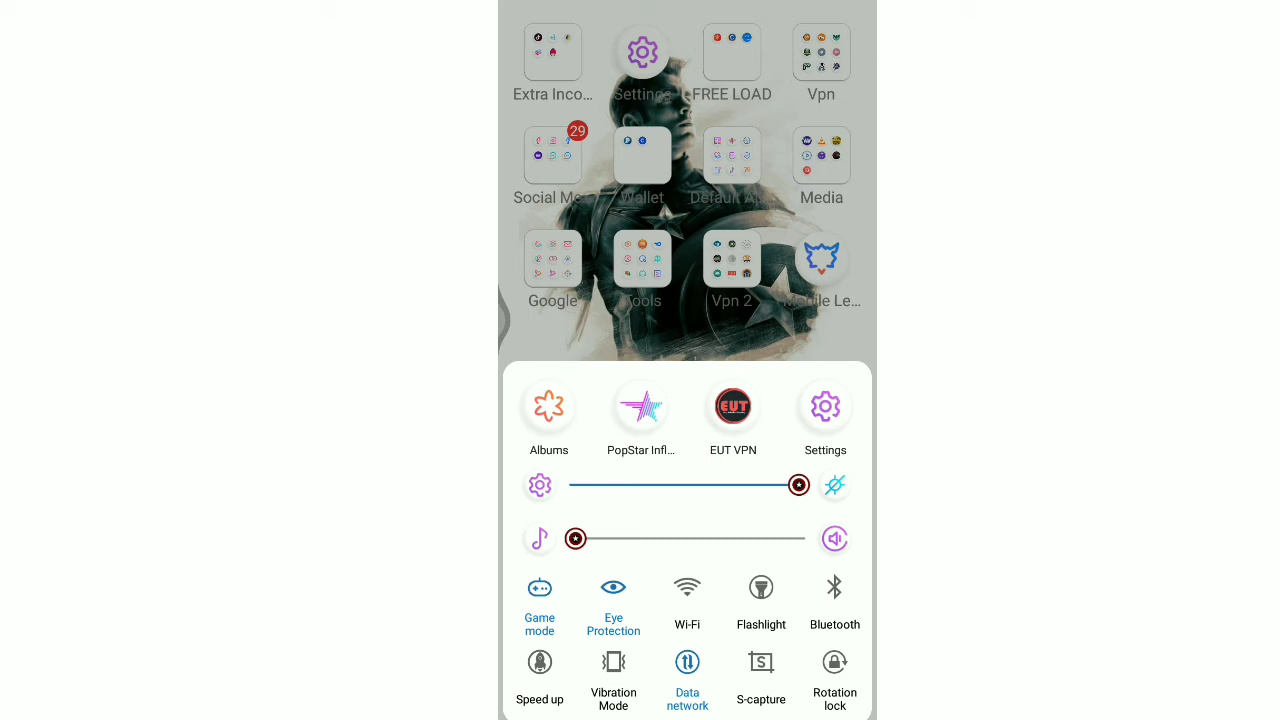 Extra Inco... Settings FREE LOAD Vpn
29
Social Me... Wallet Default Ap... Media
Google Tools Vpn 2 Mobile Le...
EUT
Albums PopStar Infl... EUT VPN Settings
Game mode Eye Protection Wi-Fi Flashlight Bluetooth
S
Speed up Vibration Mode Data network S-capture Rotation lock